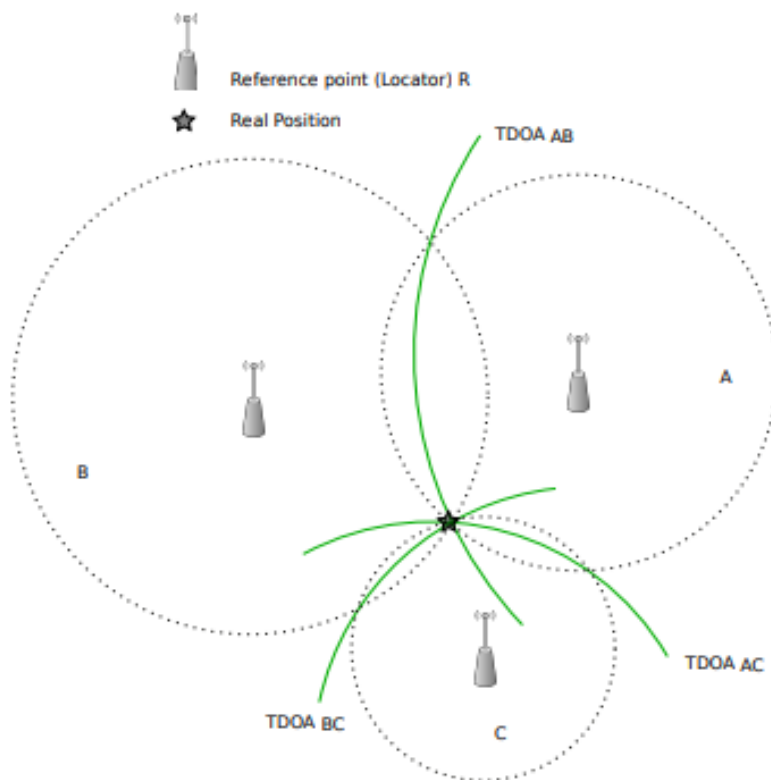 Reference point (Locator) R
Real Position
TDOA AB
A
B
TDOA AC
TDOA BC
C